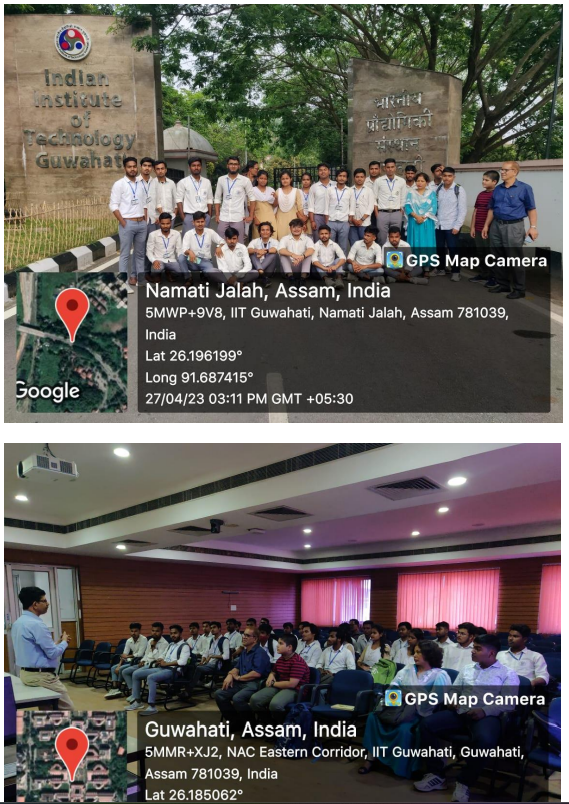 Indian
Institute
of
Technology
Guwahati
भारतीय
प्रौद्योगिकी
संस्थान
GPS Map Camera
Namati Jalah, Assam, India
5MWP+9V8, IIT Guwahati, Namati Jalah, Assam 781039,
India
Lat 26.196199°
Long 91.687415°
27/04/23 03:11 PM GMT +05:30
Google
GPS Map Camera
Guwahati, Assam, India
5MMR+XJ2, NAC Eastern Corridor, IIT Guwahati, Guwahati,
Assam 781039, India
Lat 26.185062°